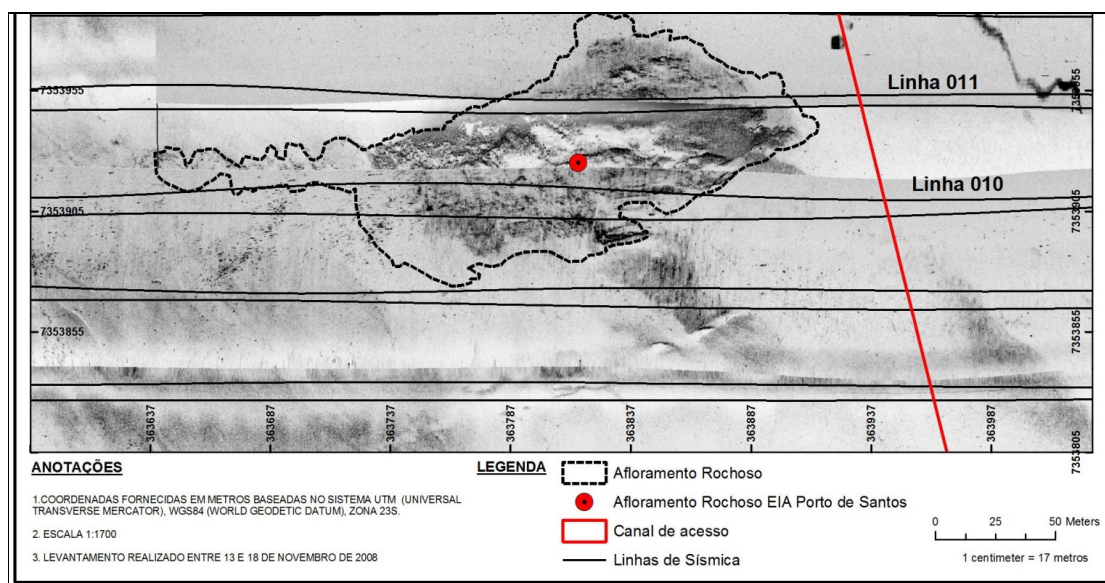 Linha 011
7353955
7353955
Linha 010
7353905
7353905
7353855
7353855
7353805
363637
363687
363737
363787
363837
363887
363937
363987
ANOTAÇÕES
1.COORDENADAS FORNECIDAS EM METROS BASEADAS NO SISTEMA UTM (UNIVERSAL
TRANSVERSE MERCATOR), WGS84 (WORLD GEODETIC DATUM), ZONA 23S.
2. ESCALA 1:1700
3. LEVANTAMENTO REALIZADO ENTRE 13 E 18 DE NOVEMBRO DE 2008
LEGENDA
Afloramento Rochoso
Afloramento Rochoso EIA Porto de Santos
Canal de acesso
Linhas de Sísmica
0 25 50 Meters
1 centimeter = 17 metros